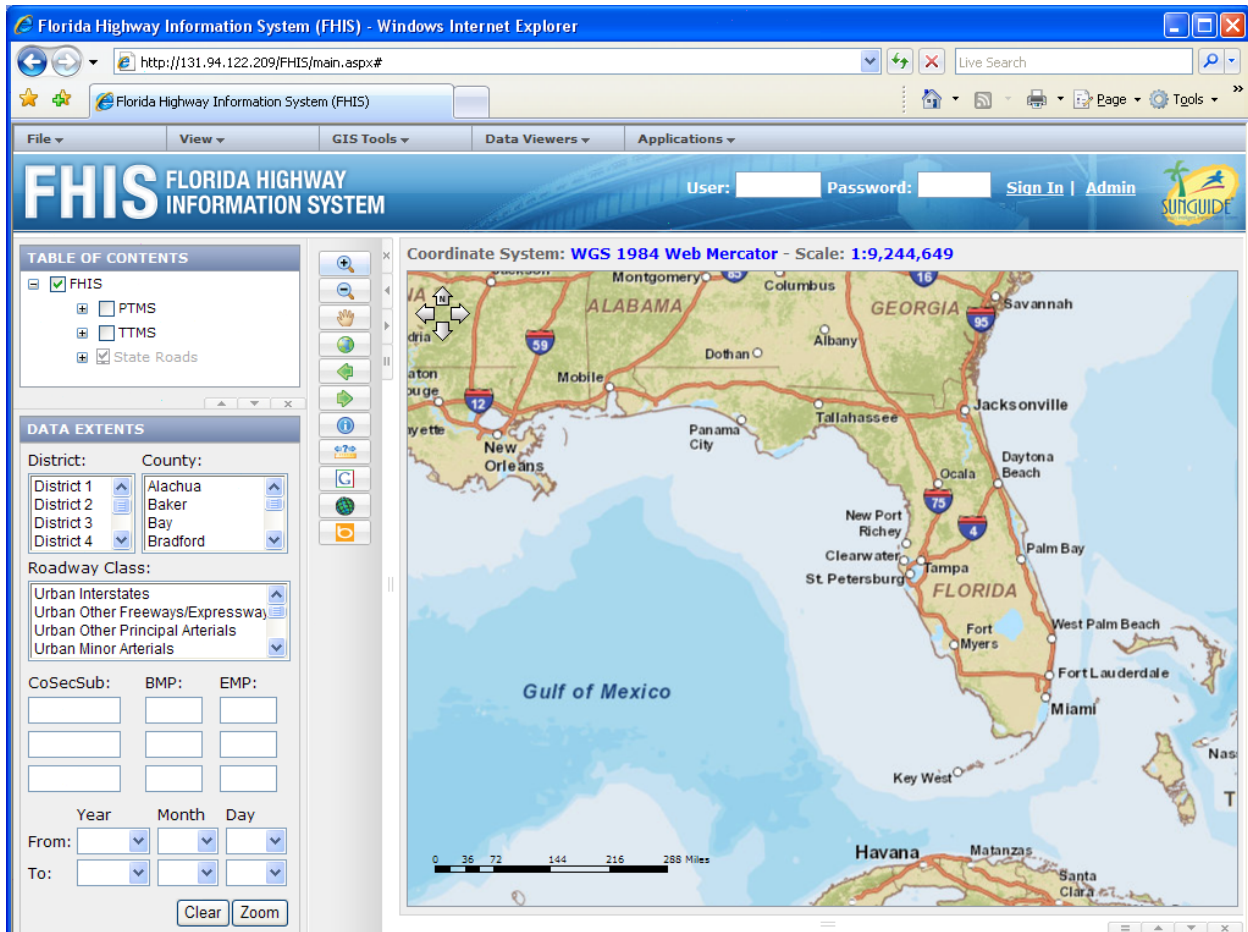 Florida Highway Information System (FHIS) - Windows Internet Explorer
http://131.94.122.209/FHIS/main.aspx#
Live Search
Florida Highway Information System (FHIS)
Page
Tools
File
View
GIS Tools
Data Viewers
Applications
FHIS FLORIDA HIGHWAY
INFORMATION SYSTEM
User:
Password:
Sign In | Admin
SUNGUIDE
TABLE OF CONTENTS
FHIS
PTMS
TTMS
State Roads
DATA EXTENTS
District:
County:
District 1
District 2
District 3
District 4
Alachua
Baker
Bay
Bradford
Roadway Class:
Urban Interstates
Urban Other Freeways/Expressway
Urban Other Principal Arterials
Urban Minor Arterials
CoSecSub:
BMP:
EMP:
Year
Month
Day
From:
To:
Clear
Zoom
G
b
Coordinate System: WGS 1984 Web Mercator - Scale: 1:9,244,649
N
Montgomery
Columbus
16
ALABAMA
GEORGIA
Savannah
95
dria
59
Albany
Dothan
aton
ouge
Mobile
12
Jacksonville
Tallahassee
yette
New
Orleans
Panama
City
Daytona
Beach
Ocala
75
New Port
Richey
4
Clearwater
Palm Bay
St. Petersburg
Tampa
FLORIDA
West Palm Beach
Fort
Myers
Fort Lauderdale
Gulf of Mexico
Miami
Nas
Key West
T
0 36 72 144 216 288 Miles
Havana
Matanzas
Santa
Clara